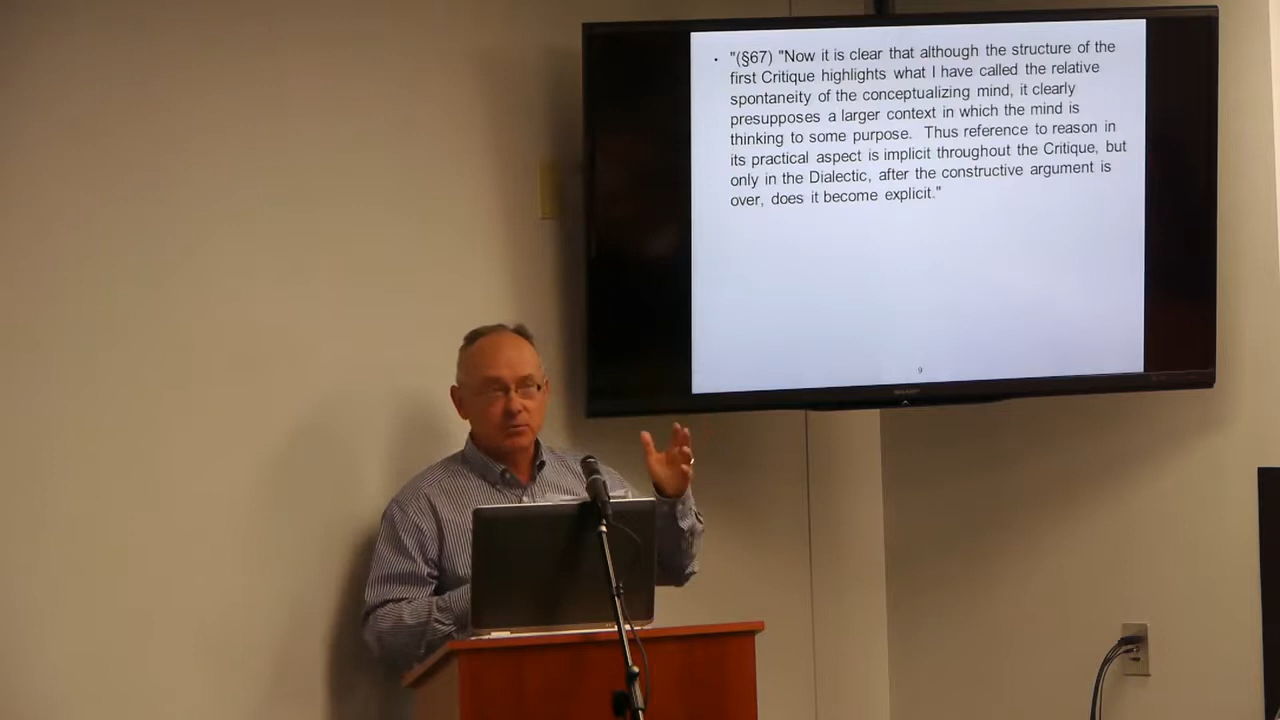 • "(§67) "Now it is clear that although the structure of the
first Critique highlights what I have called the relative
spontaneity of the conceptualizing mind, it clearly
presupposes a larger context in which the mind is
thinking to some purpose.  Thus reference to reason in
its practical aspect is implicit throughout the Critique, but
only in the Dialectic, after the constructive argument is
over, does it become explicit."
9
SHARP